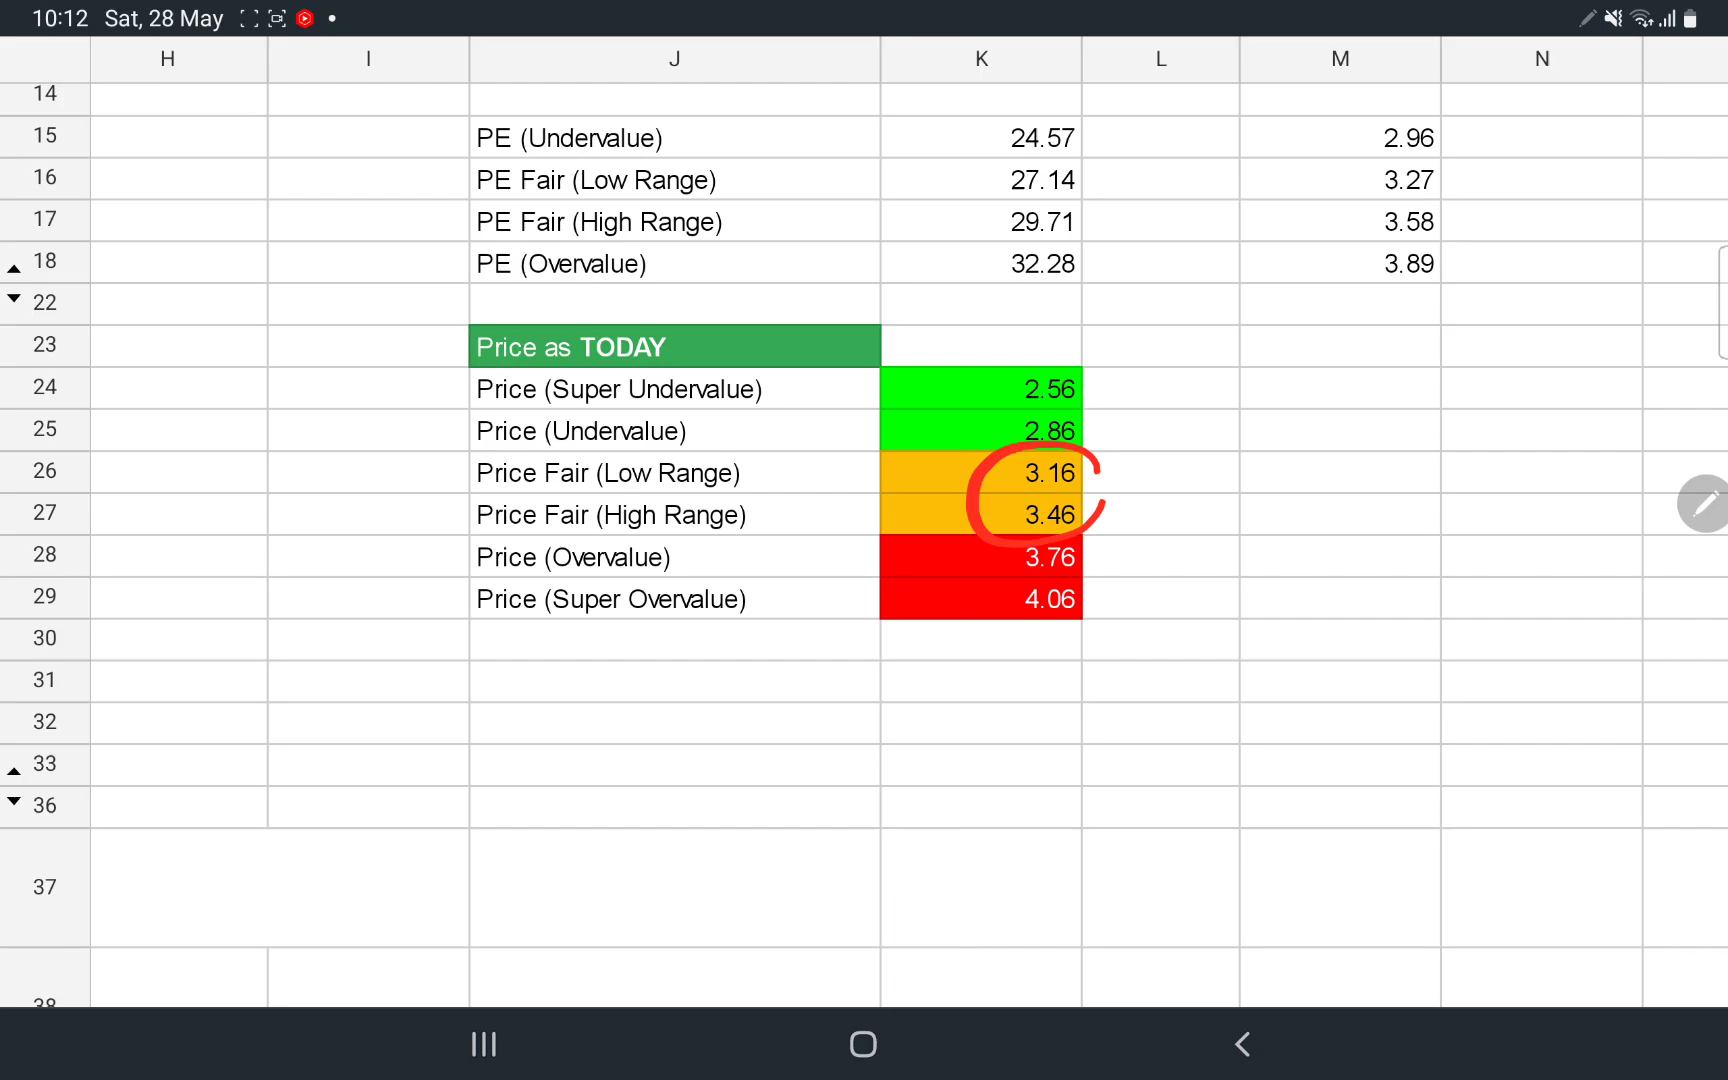 10:12 Sat, 28 May
H I J K L M N
14
15 PE (Undervalue) 24.57 2.96
16 PE Fair (Low Range) 27.14 3.27
17 PE Fair (High Range) 29.71 3.58
18 PE (Overvalue) 32.28 3.89
22
23 Price as TODAY
24 Price (Super Undervalue) 2.56
25 Price (Undervalue) 2.86
26 Price Fair (Low Range) 3.16
27 Price Fair (High Range) 3.46
28 Price (Overvalue) 3.76
29 Price (Super Overvalue) 4.06
30
31
32
33
36
37
38